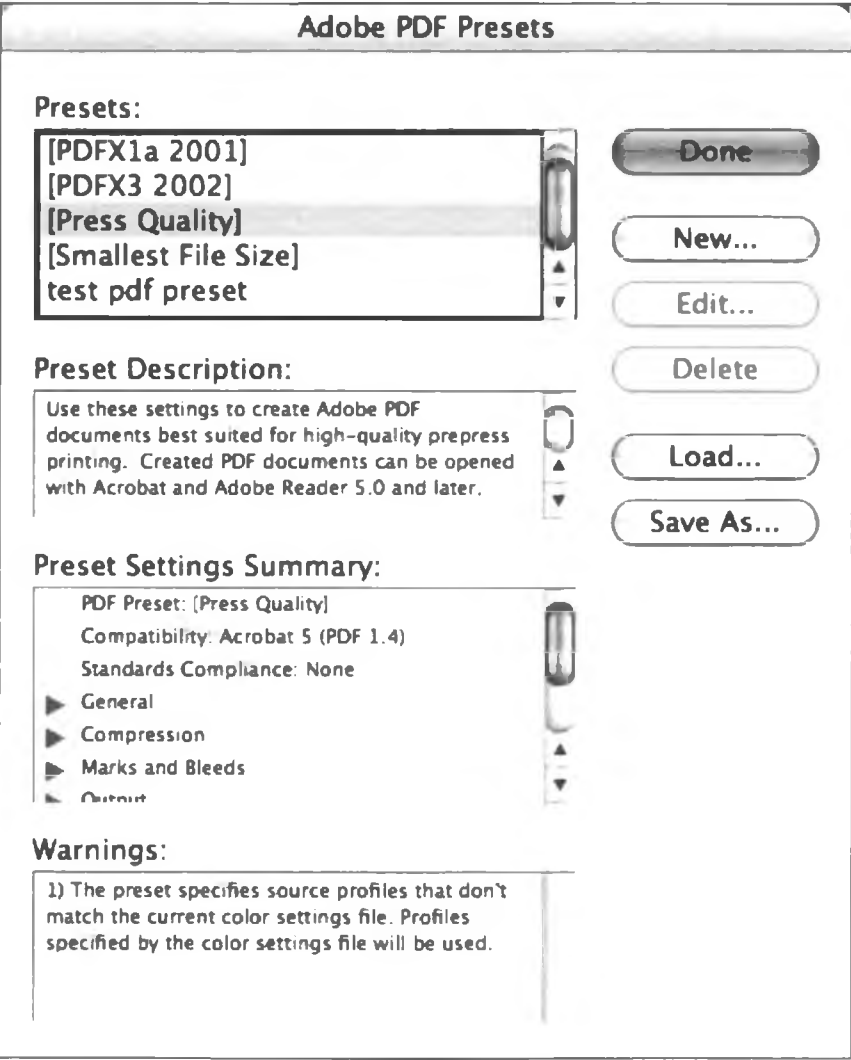 Adobe PDF Presets
Presets:
[PDFX1a 2001]
[PDFX3 2002]
[Press Quality]
[Smallest File Size]
test pdf preset
Done
New...
Edit...
Delete
Load...
Save As...
Preset Description:
Use these settings to create Adobe PDF
documents best suited for high-quality prepress
printing. Created PDF documents can be opened
with Acrobat and Adobe Reader 5.0 and later.
Preset Settings Summary:
PDF Preset: [Press Quality]
Compatibility: Acrobat 5 (PDF 1.4)
Standards Compliance: None
General
Compression
Marks and Bleeds
Output
Warnings:
1) The preset specifies source profiles that don't
match the current color settings file. Profiles
specified by the color settings file will be used.